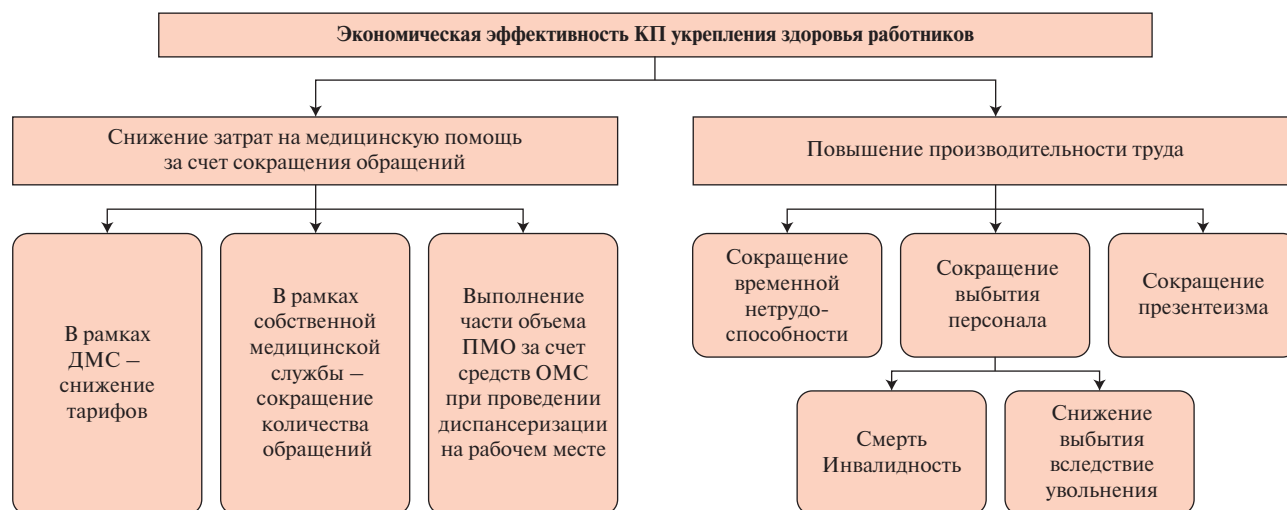 Экономическая эффективность КП укрепления здоровья работников
Снижение затрат на медицинскую помощь
за счет сокращения обращений
Повышение производительности труда
В рамках
ДМС –
снижение
тарифов
В рамках
собственной
медицинской
службы –
сокращение
количества
обращений
Выполнение
части объема
ПМО за счет
средств ОМС
при проведении
диспансеризации
на рабочем месте
Сокращение
временной
нетрудо-
способности
Сокращение
выбытия
персонала
Сокращение
презентеизма
Смерть
Инвалидность
Снижение
выбытия
вследствие
увольнения